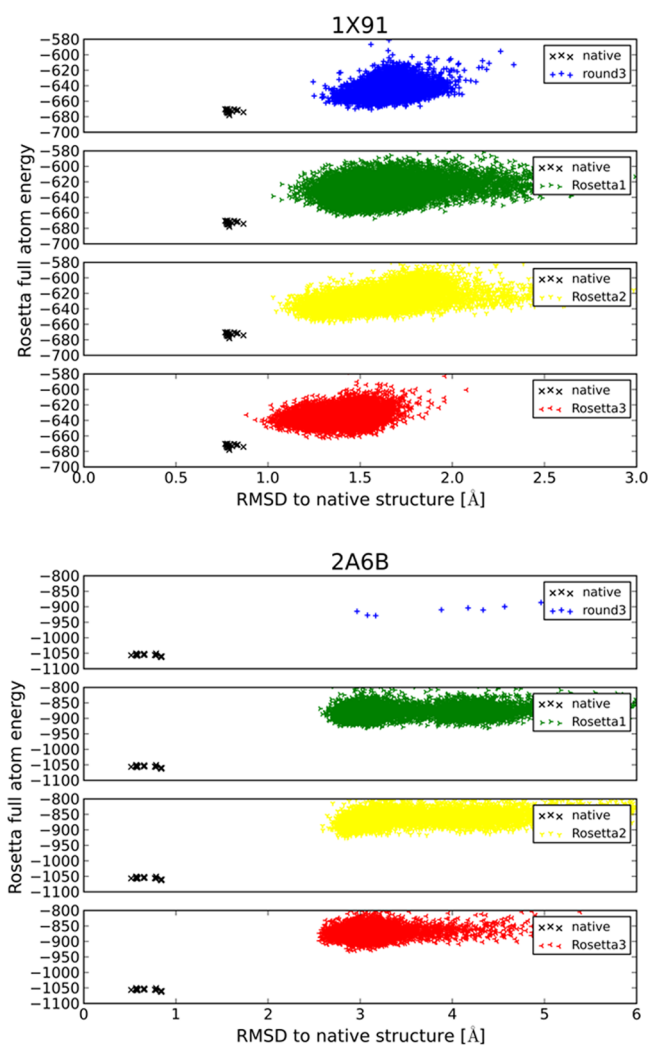 1X91
−580
−600
−620
−640
−660
−680
−700
native
round3
−580
−600
−620
−640
−660
−680
−700
native
Rosetta1
Rosetta full atom energy
−580
−600
−620
−640
−660
−680
−700
native
Rosetta2
−580
−600
−620
−640
−660
−680
−700
native
Rosetta3
0.0 0.5 1.0 1.5 2.0 2.5 3.0
RMSD to native structure [Å]
2A6B
−800
−850
−900
−950
−1000
−1050
−1100
native
round3
−800
−850
−900
−950
−1000
−1050
−1100
native
Rosetta1
Rosetta full atom energy
−800
−850
−900
−950
−1000
−1050
−1100
native
Rosetta2
−800
−850
−900
−950
−1000
−1050
−1100
native
Rosetta3
0 1 2 3 4 5 6
RMSD to native structure [Å]